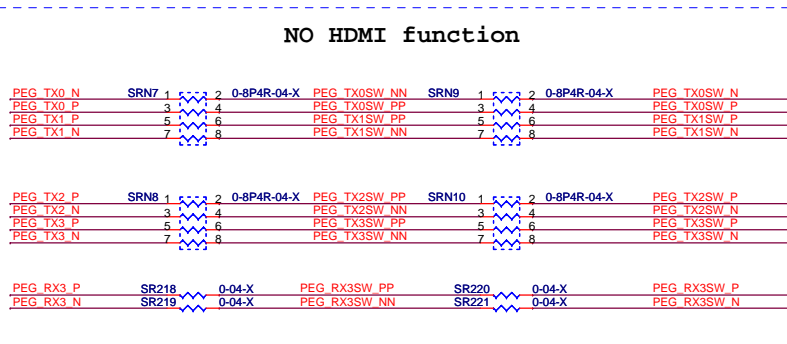 NO HDMI function
PEG_TX0_N SRN7 1 2 0-8P4R-04-X PEG_TX0SW_NN SRN9 1 2 0-8P4R-04-X PEG_TX0SW_N
PEG_TX0_P 3 4 PEG_TX0SW_PP 3 4 PEG_TX0SW_P
PEG_TX1_P 5 6 PEG_TX1SW_PP 5 6 PEG_TX1SW_P
PEG_TX1_N 7 8 PEG_TX1SW_NN 7 8 PEG_TX1SW_N
PEG_TX2_P SRN8 1 2 0-8P4R-04-X PEG_TX2SW_PP SRN10 1 2 0-8P4R-04-X PEG_TX2SW_P
PEG_TX2_N 3 4 PEG_TX2SW_NN 3 4 PEG_TX2SW_N
PEG_TX3_P 5 6 PEG_TX3SW_PP 5 6 PEG_TX3SW_P
PEG_TX3_N 7 8 PEG_TX3SW_NN 7 8 PEG_TX3SW_N
PEG_RX3_P SR218 0-04-X PEG_RX3SW_PP SR220 0-04-X PEG_RX3SW_P
PEG_RX3_N SR219 0-04-X PEG_RX3SW_NN SR221 0-04-X PEG_RX3SW_N